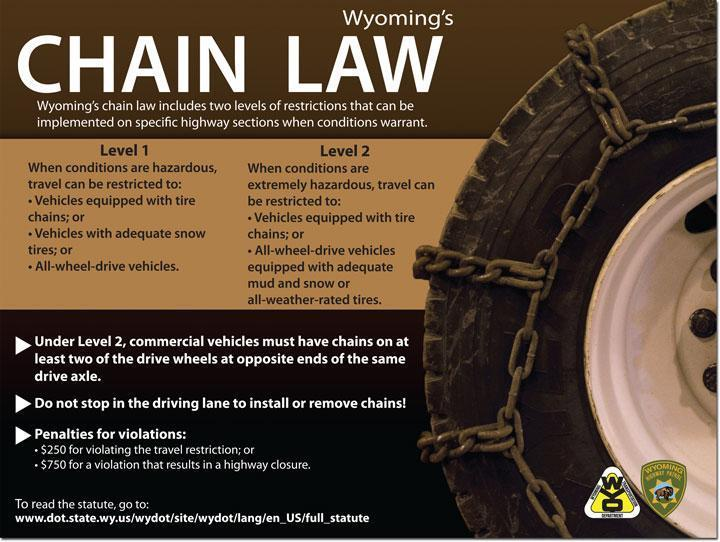 Wyoming's
CHAIN LAW
Wyoming's chain law includes two levels of restrictions that can be
implemented on specific highway sections when conditions warrant.
Level 1
When conditions are hazardous,
travel can be restricted to:
• Vehicles equipped with tire
chains; or
• Vehicles with adequate snow
tires; or
• All-wheel-drive vehicles.
Level 2
When conditions are
extremely hazardous, travel can
be restricted to:
• Vehicles equipped with tire
chains; or
• All-wheel-drive vehicles
equipped with adequate
mud and snow or
all-weather-rated tires.
Under Level 2, commercial vehicles must have chains on at
least two of the drive wheels at opposite ends of the same
drive axle.
Do not stop in the driving lane to install or remove chains!
Penalties for violations:
• $250 for violating the travel restriction; or
• $750 for a violation that results in a highway closure.
To read the statute, go to:
www.dot.state.wy.us/wydot/site/wydot/lang/en_US/full_statute
WYO
DEPARTMENT
WYOMING
HIGHWAY PATROL